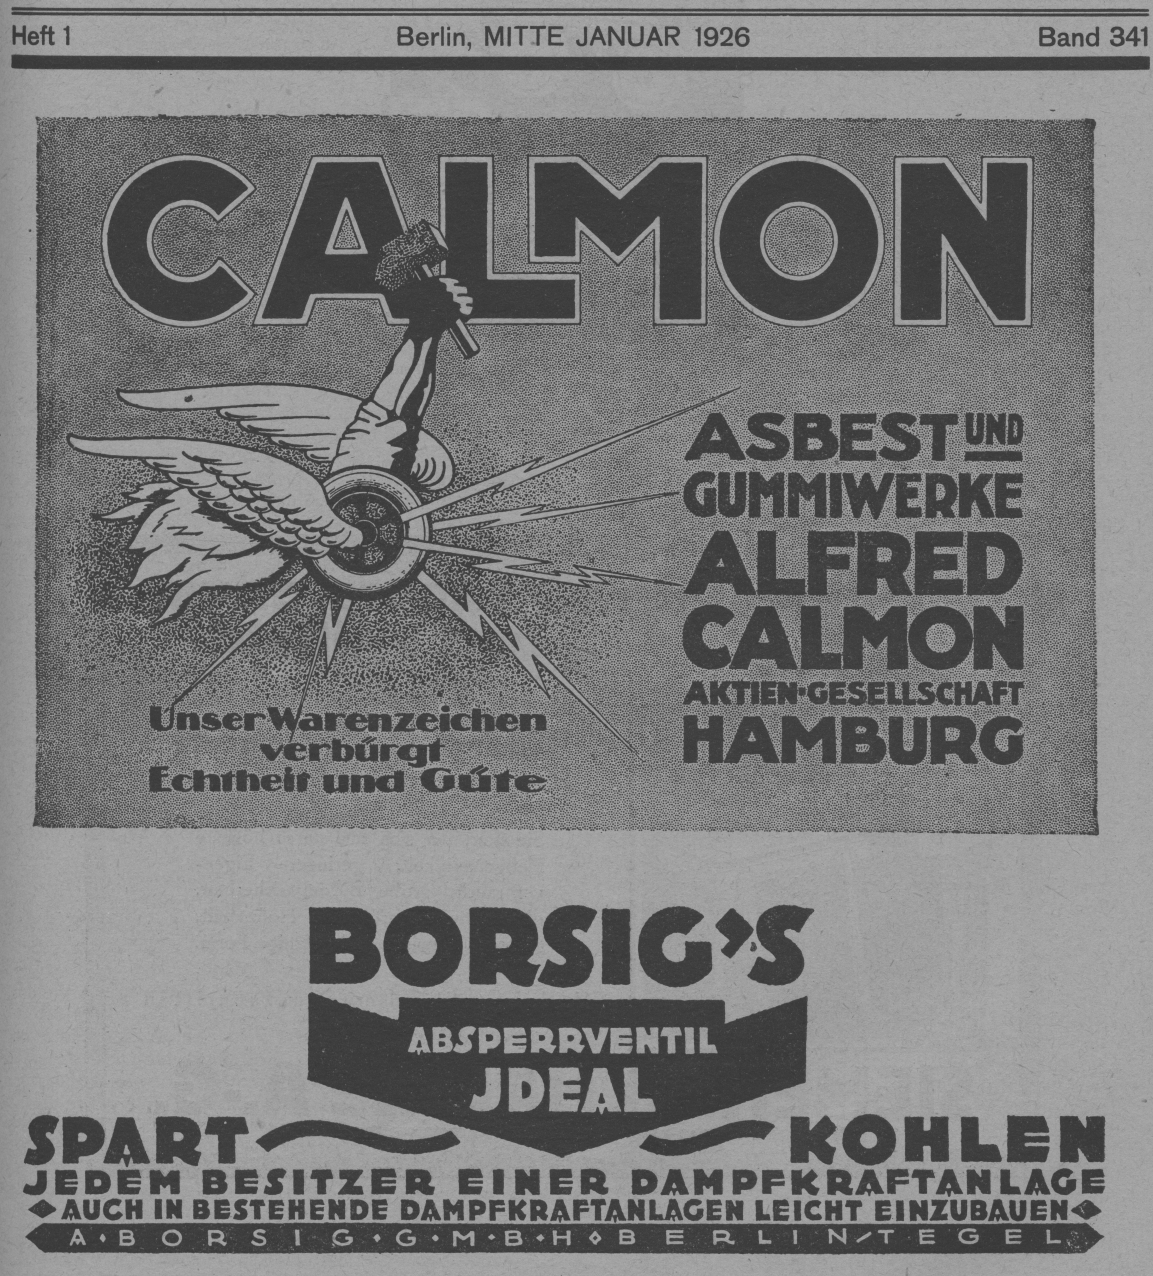 Heft 1 Berlin, MITTE JANUAR 1926 Band 341
CALMON
ASBEST UND
GUMMIWERKE
ALFRED
CALMON
AKTIEN-GESELLSCHAFT
HAMBURG
Unser Warenzeichen
verbürgt
Echtheit und Güte
BORSIG'S
ABSPERRVENTIL
JDEAL
SPART KOHLEN
JEDEM BESITZER EINER DAMPFKRAFTANLAGE
AUCH IN BESTEHENDE DAMPFKRAFTANLAGEN LEICHT EINZUBAUEN
A·BORSIG·G·M·B·H·BERLIN/TEGEL